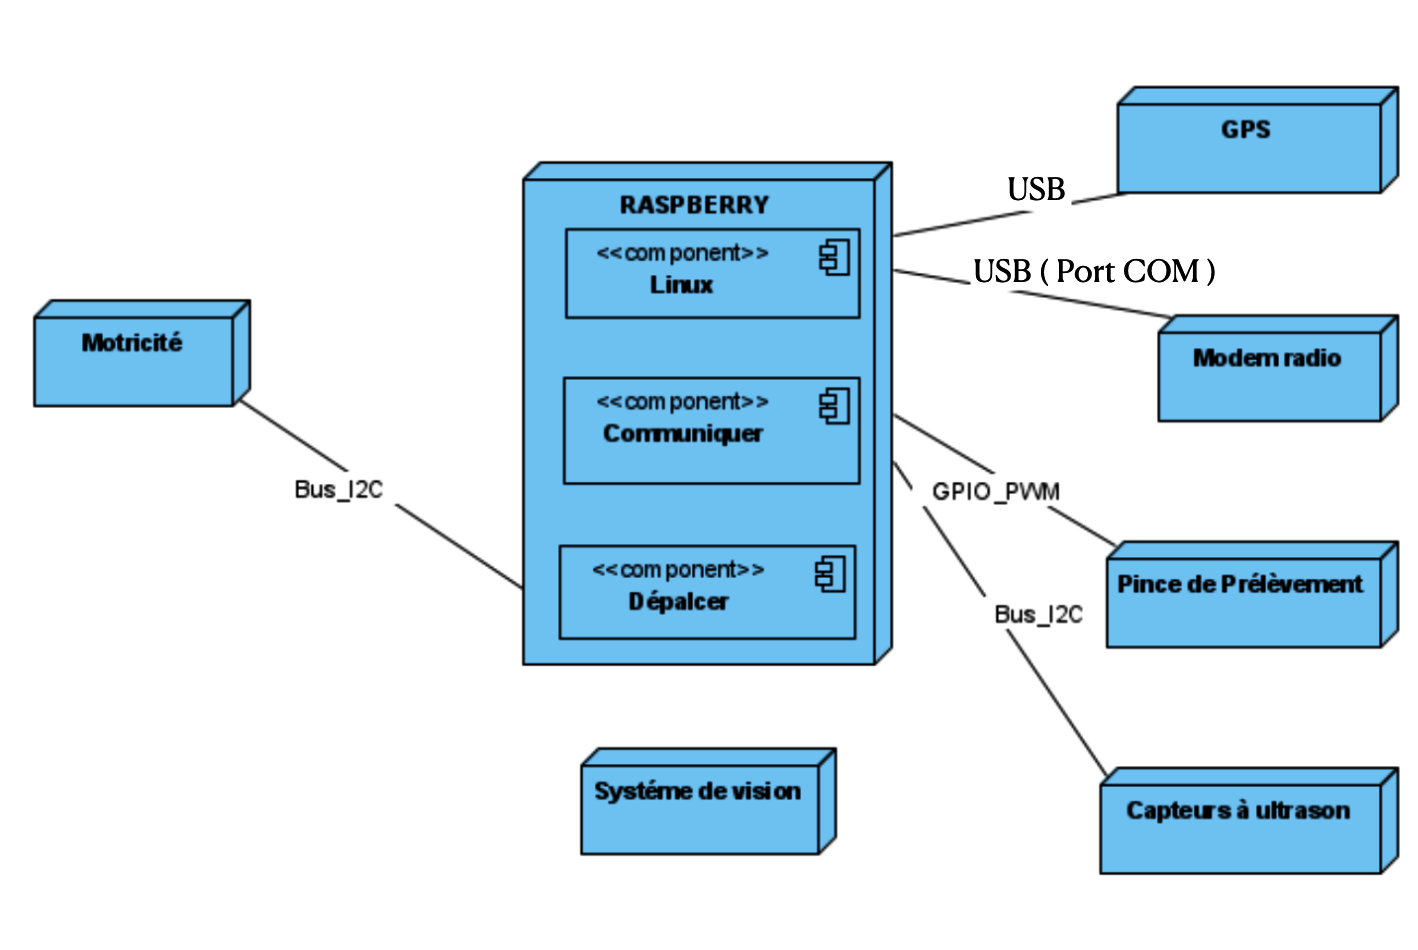 GPS
USB
RASPBERRY
<<component>>
Linux
USB ( Port COM )
Motricité
Modem radio
<<component>>
Communiquer
Bus_I2C
GPIO_PWM
<<component>>
Dépalcer
Pince de Prélèvement
Bus_I2C
Systéme de vision
Capteurs à ultrason